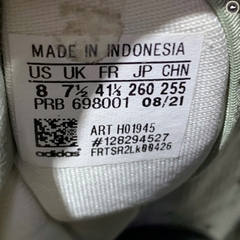 MADE IN INDONESIA
US UK FR JP CHN
8 7½ 41⅓ 260 255
PRB 698001 08/21
ART H01945
#128294527
adidas FRTSR2Lk00426